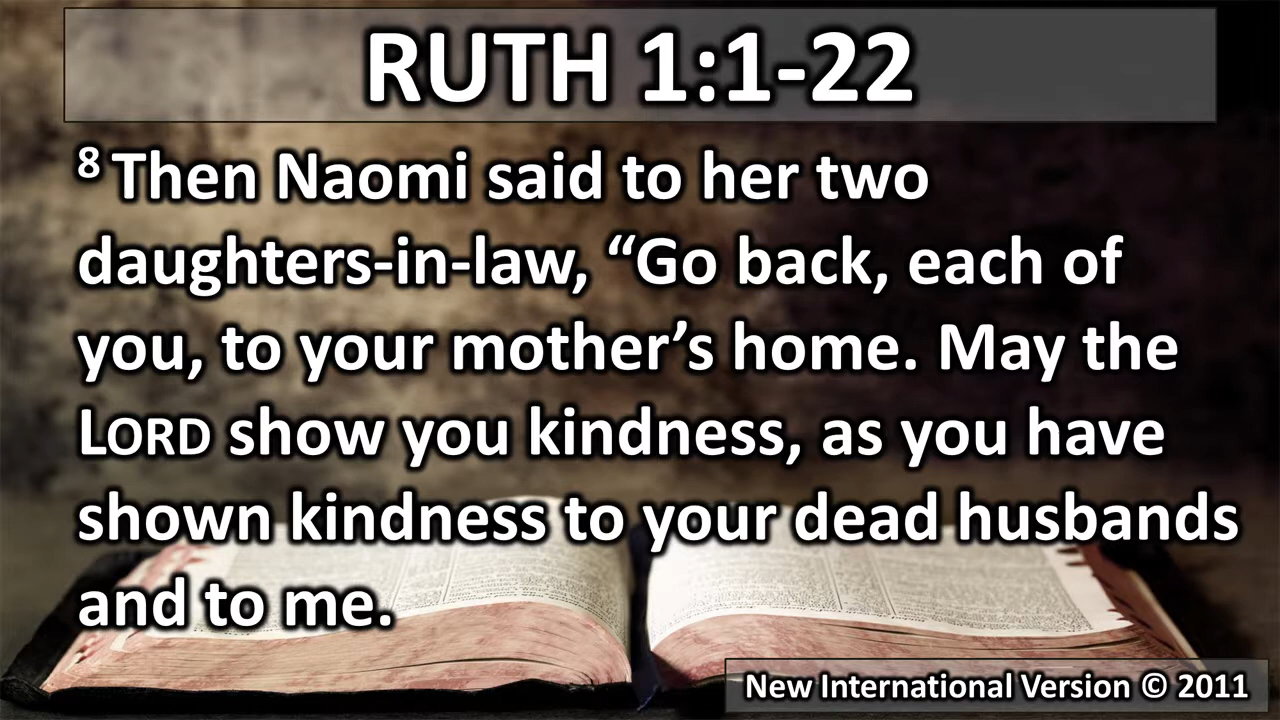 RUTH 1:1-22
8 Then Naomi said to her two
daughters-in-law, “Go back, each of
you, to your mother’s home. May the
LORD show you kindness, as you have
shown kindness to your dead husbands
and to me.
New International Version © 2011